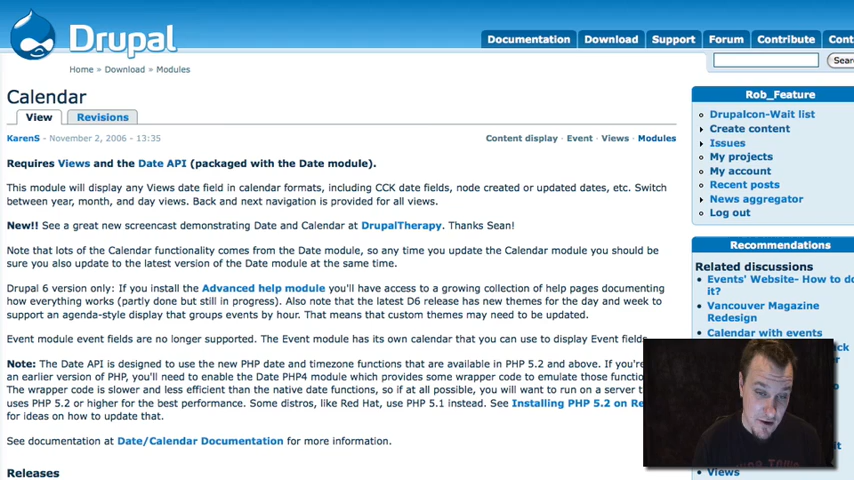 Drupal
Documentation Download Support Forum Contribute Cont
Home » Download » Modules
Sear
Calendar
View Revisions
KarenS - November 2, 2006 - 13:35
Content display · Event · Views · Modules
Requires Views and the Date API (packaged with the Date module).
This module will display any Views date field in calendar formats, including CCK date fields, node created or updated dates, etc. Switch
between year, month, and day views. Back and next navigation is provided for all views.
New!! See a great new screencast demonstrating Date and Calendar at DrupalTherapy. Thanks Sean!
Note that lots of the Calendar functionality comes from the Date module, so any time you update the Calendar module you should be
sure you also update to the latest version of the Date module at the same time.
Drupal 6 version only: If you install the Advanced help module you'll have access to a growing collection of help pages documenting
how everything works (partly done but still in progress). Also note that the latest D6 release has new themes for the day and week to
support an agenda-style display that groups events by hour. That means that custom themes may need to be updated.
Event module event fields are no longer supported. The Event module has its own calendar that you can use to display Event fields.
Note: The Date API is designed to use the new PHP date and timezone functions that are available in PHP 5.2 and above. If you're
an earlier version of PHP, you'll need to enable the Date PHP4 module which provides some wrapper code to emulate those functio
The wrapper code is slower and less efficient than the native date functions, so if at all possible, you will want to run on a server t
uses PHP 5.2 or higher for the best performance. Some distros, like Red Hat, use PHP 5.1 instead. See Installing PHP 5.2 on Re
for ideas on how to update that.
See documentation at Date/Calendar Documentation for more information.
Releases
Rob_Feature
Drupalcon-Wait list
Create content
Issues
My projects
My account
Recent posts
News aggregator
Log out
Recommendations
Related discussions
Events' Website- How to do
it?
Vancouver Magazine
Redesign
Calendar with events
ck
Views